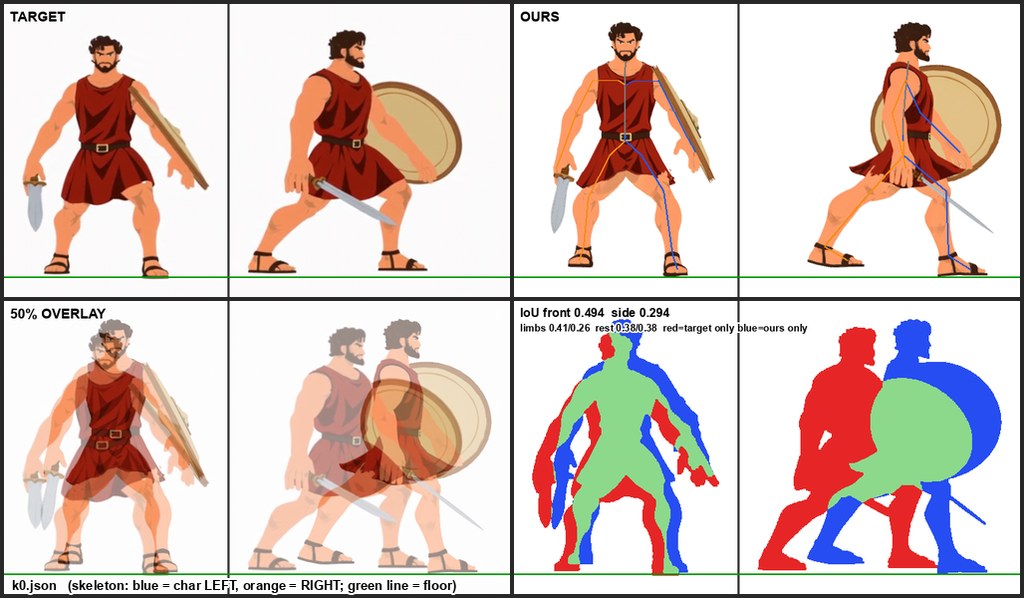 TARGET
OURS
50% OVERLAY
IoU front 0.494 side 0.294
limbs 0.41/0.26 rest 0.38/0.38 red=target only blue=ours only
k0.json (skeleton: blue = char LEFT, orange = RIGHT; green line = floor)